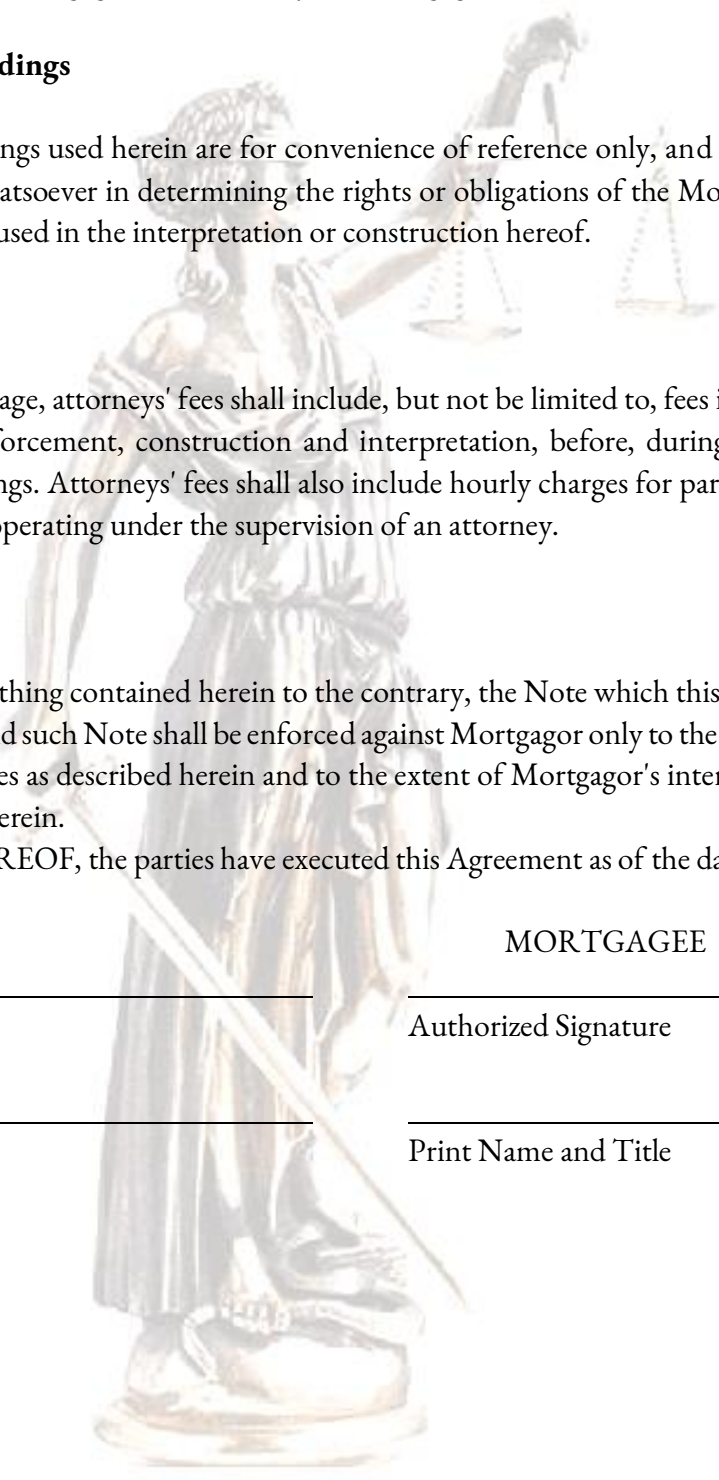 dings
ngs used herein are for convenience of reference only, and
atsoever in determining the rights or obligations of the Mo
used in the interpretation or construction hereof.
age, attorneys' fees shall include, but not be limited to, fees i
forcement, construction and interpretation, before, during
ngs. Attorneys' fees shall also include hourly charges for par
operating under the supervision of an attorney.
thing contained herein to the contrary, the Note which this
d such Note shall be enforced against Mortgagor only to the
es as described herein and to the extent of Mortgagor's inter
erein.
REOF, the parties have executed this Agreement as of the da
MORTGAGEE
Authorized Signature
Print Name and Title